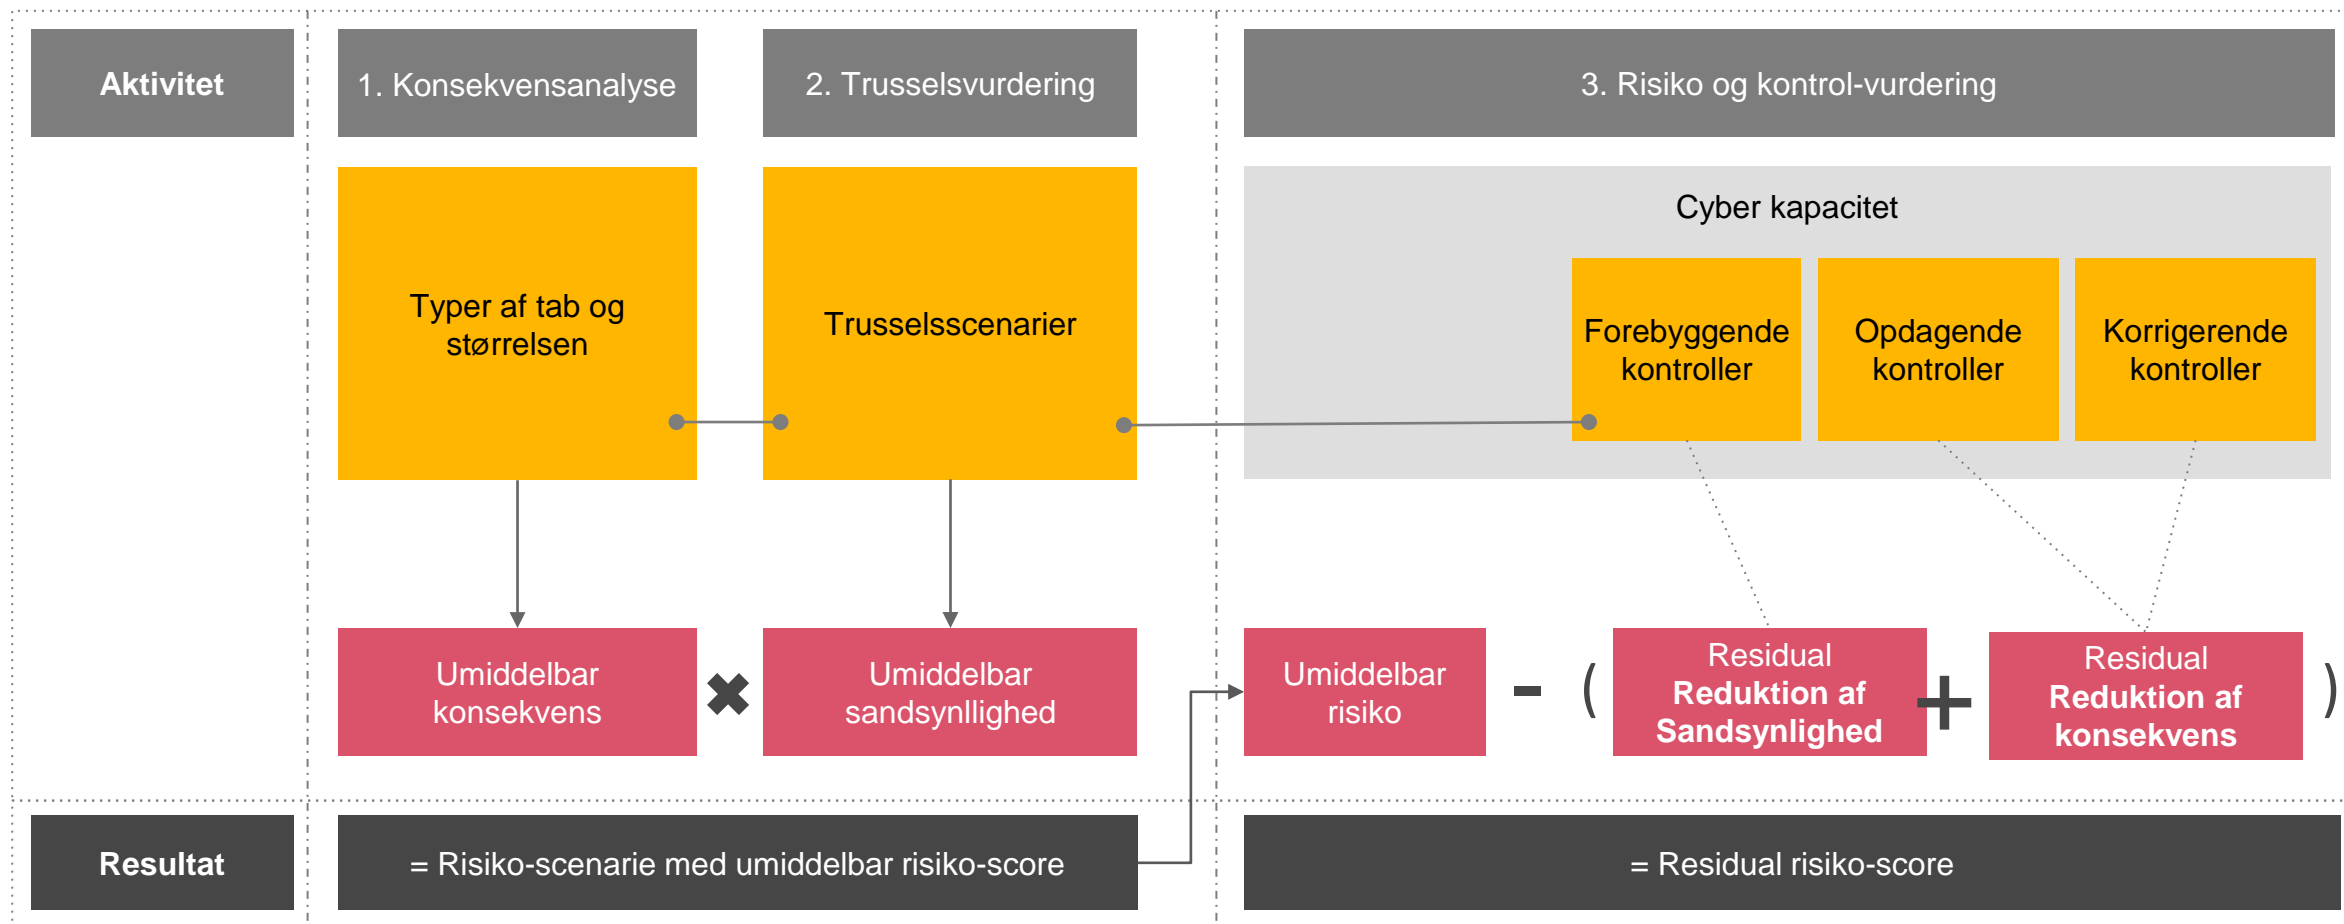 Aktivitet
1. Konsekvensanalyse
2. Trusselsvurdering
3. Risiko og kontrol-vurdering
Cyber kapacitet
Typer af tab og
størrelsen
Trusselsscenarier
Forebyggende
kontroller
Opdagende
kontroller
Korrigerende
kontroller
Umiddelbar
konsekvens
✖
Umiddelbar
sandsynllighed
Umiddelbar
risiko
-
(
Residual
Reduktion af
Sandsynlighed
+
Residual
Reduktion af
konsekvens
)
Resultat
= Risiko-scenarie med umiddelbar risiko-score
= Residual risiko-score